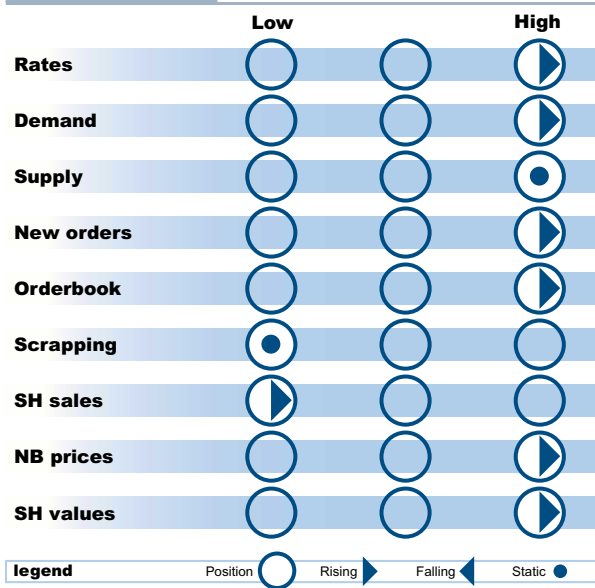 Low High
Rates
Demand
Supply
New orders
Orderbook
Scrapping
SH sales
NB prices
SH values
legend Position Rising Falling Static